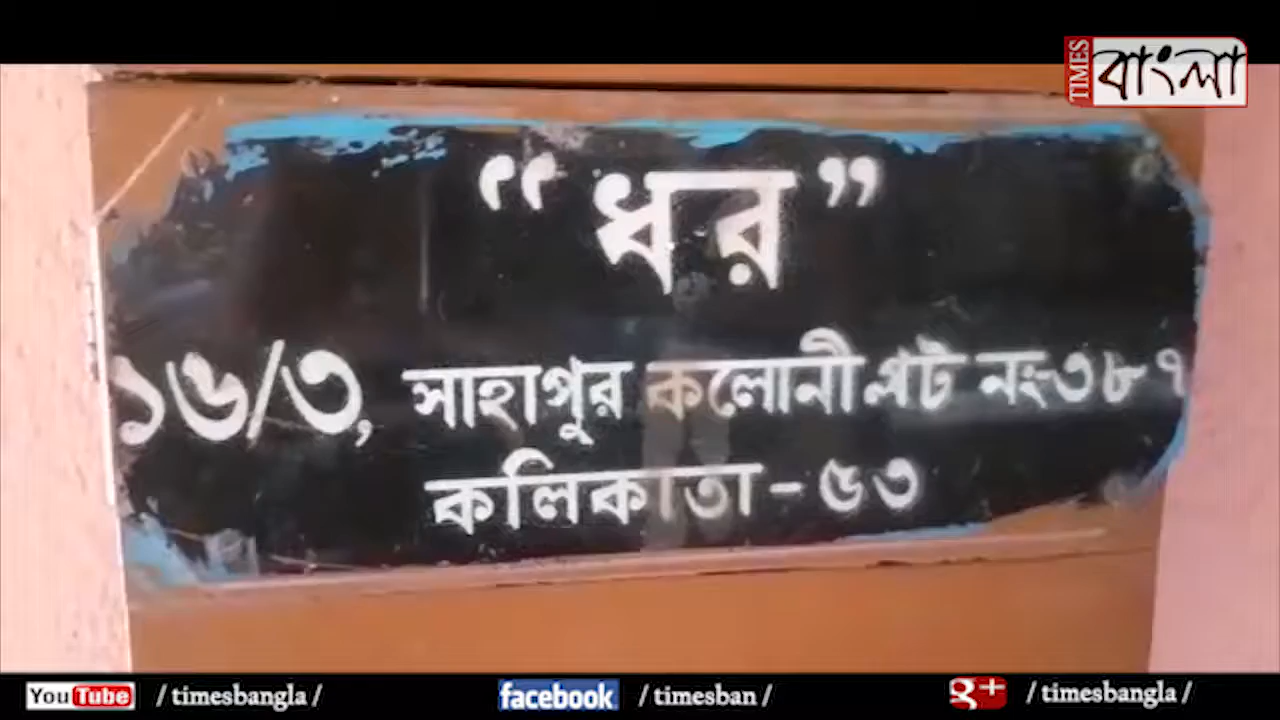 TIMES বাংলা
“ধর”
১৬/৩, সাহাপুর কলোনী প্লট নং-৩৮৭
কলিকাতা - ৫৩
YouTube /timesbangla/ facebook /timesban/ g+ /timesbangla/